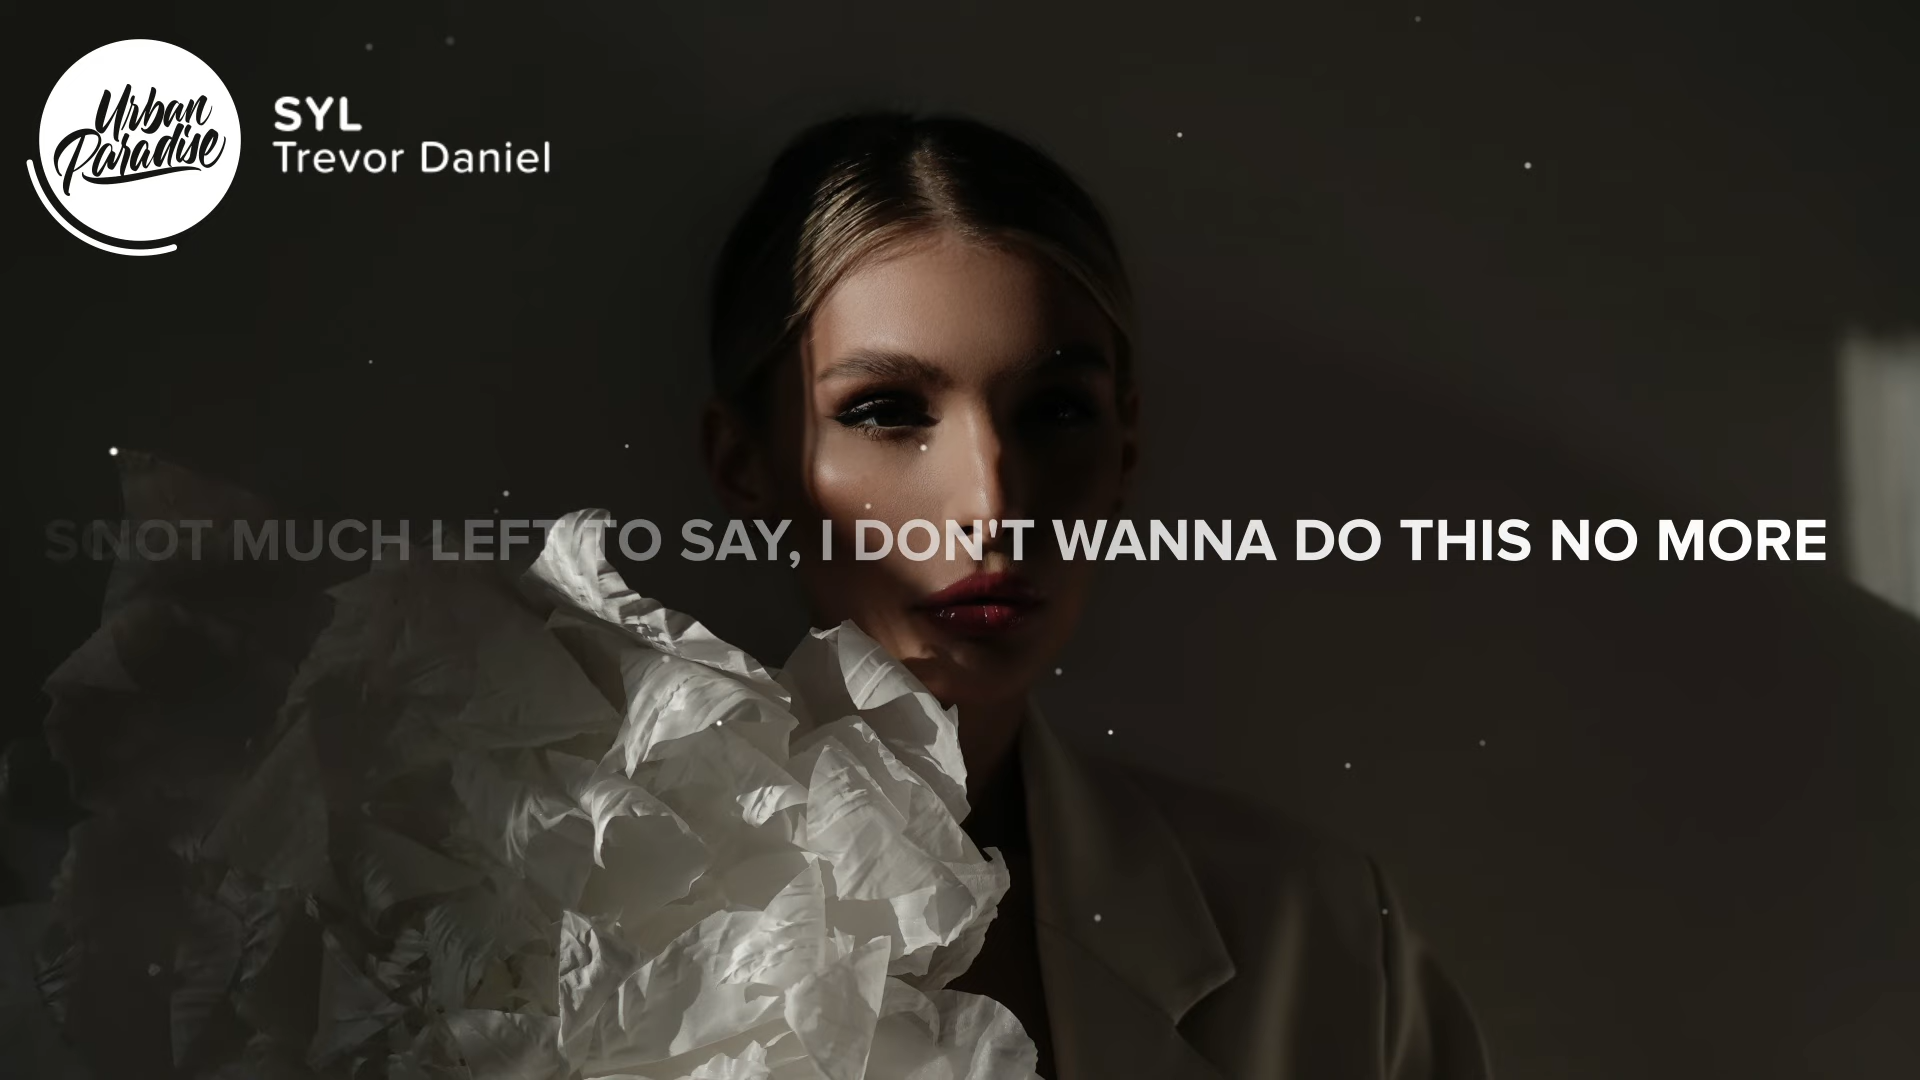 Urban
Paradise
SYL
Trevor Daniel
NOT MUCH LEFT TO SAY, I DON'T WANNA DO THIS NO MORE